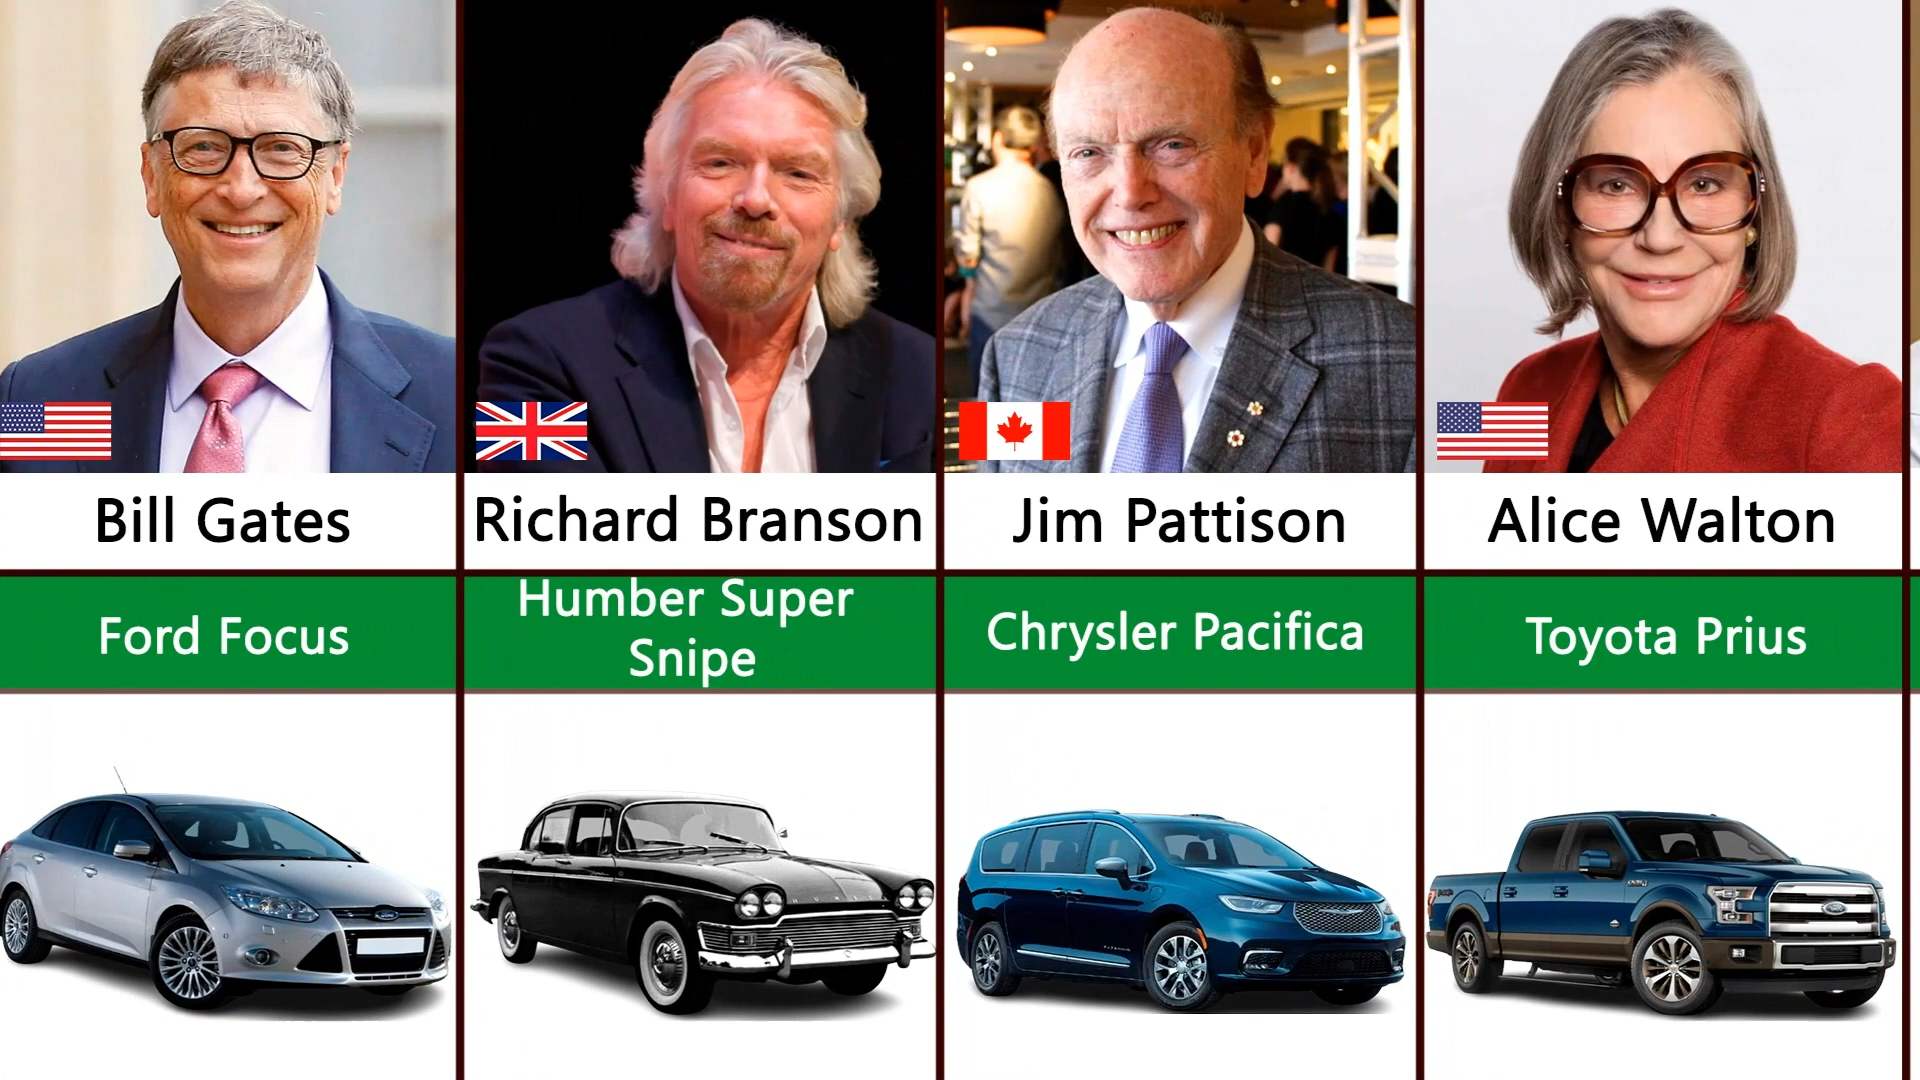 Bill Gates
Richard Branson
Jim Pattison
Alice Walton
Ford Focus
Humber Super
Snipe
Chrysler Pacifica
Toyota Prius